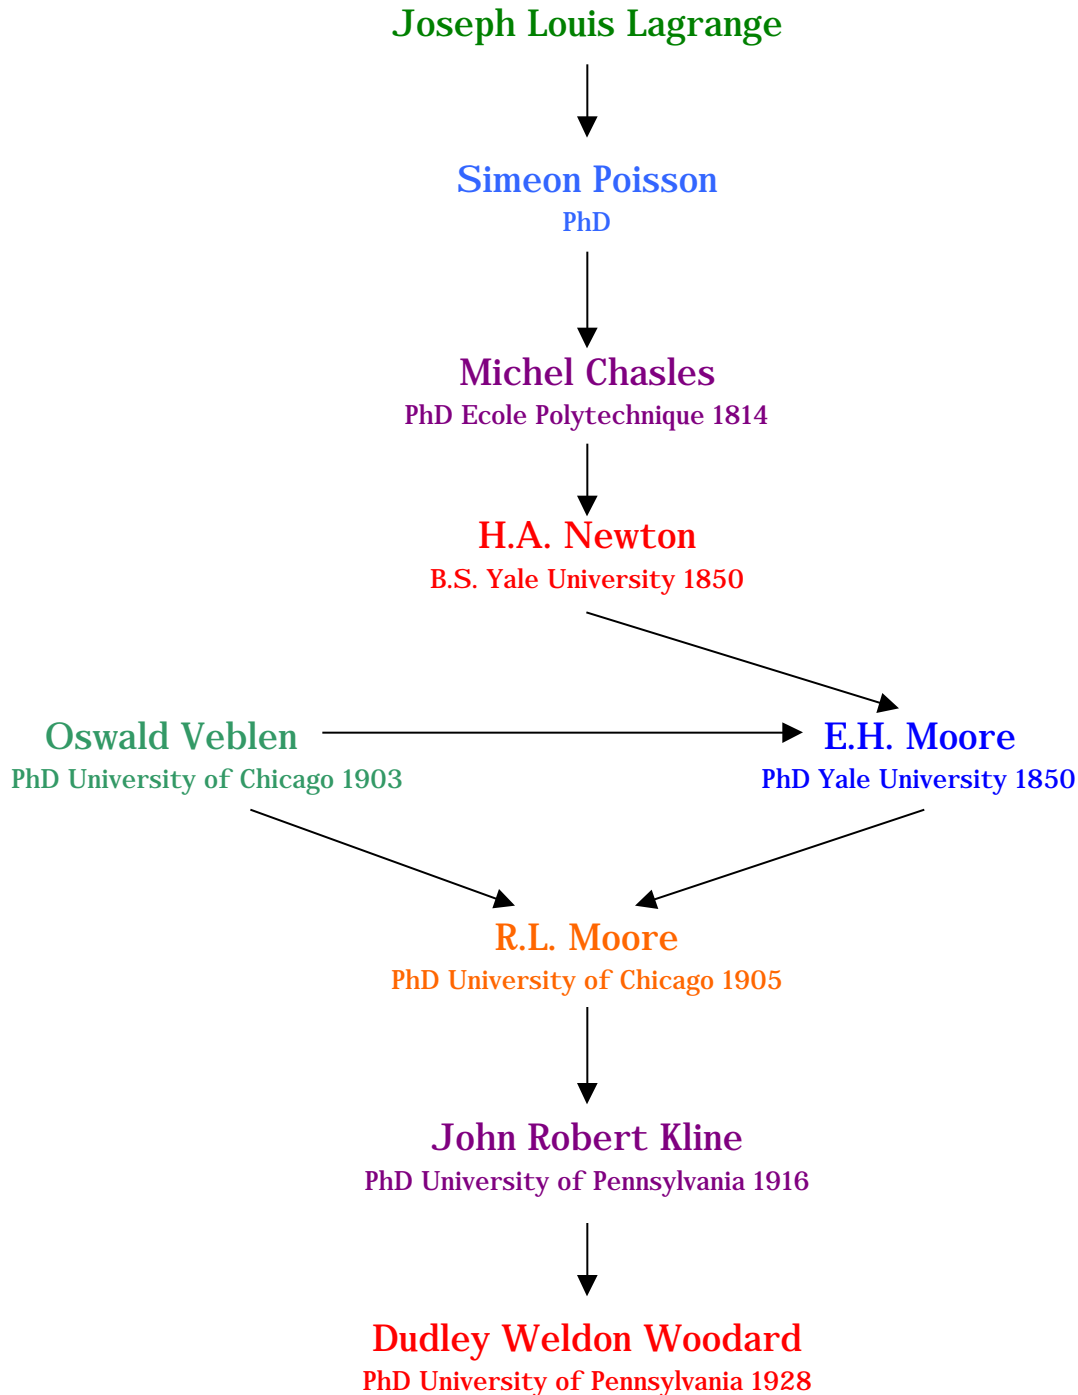 Joseph Louis Lagrange
Simeon Poisson
PhD
Michel Chasles
PhD Ecole Polytechnique 1814
H.A. Newton
B.S. Yale University 1850
Oswald Veblen
PhD University of Chicago 1903
E.H. Moore
PhD Yale University 1850
R.L. Moore
PhD University of Chicago 1905
John Robert Kline
PhD University of Pennsylvania 1916
Dudley Weldon Woodard
PhD University of Pennsylvania 1928